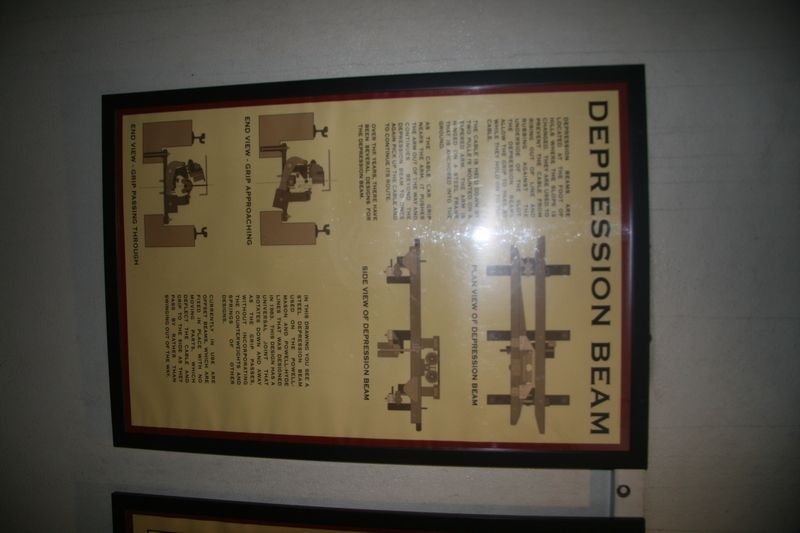 DEPRESSION BEAM
DEPRESSION BEAMS ARE
LOCATED AT THE FOOT OF
HILLS WHERE THE SLOPE IS
CHANGED. THEY ARE USED TO
PREVENT THE CABLE FROM
RISING OUT OF LINE AND
RUBBING AGAINST THE
UNDERSIDE OF THE SLOT.
THE DEPRESSION BEAMS
ALLOW THE GRIP TO PASS BY
WHILE THEY HOLD ON TO THE
CABLE.
THE CABLE IS HELD DOWN BY
TWO PULLEYS MOUNTED ON A
TAPERED ARM. THE ARM IS
HINGED ON A STEEL FRAME
THAT IS ANCHORED INTO THE
GROUND.
AS THE CABLE CAR GRIP
NEARS THE ARM, IT PUSHES
THE ARM OUT OF THE WAY AND
CONTINUES BEYOND THE
DEPRESSION BEAM TO ONCE
AGAIN PICK UP THE CABLE AND
TO CONTINUE ITS ROUTE.
OVER THE YEARS, THERE HAVE
BEEN SEVERAL DESIGNS FOR
THE DEPRESSION BEAM.
PLAN VIEW OF DEPRESSION BEAM
SIDE VIEW OF DEPRESSION BEAM
END VIEW - GRIP APPROACHING
END VIEW - GRIP PASSING THROUGH
IN THIS DRAWING YOU SEE A
STEEL DEPRESSION BEAM
USED ON THE POWELL-
MASON AND POWELL-HYDE
LINES THAT WAS DESIGNED
IN 1983. THIS DESIGN HAS A
UNIVERSAL JOINT THAT
ROTATES DOWN AND AWAY
AS THE GRIP PASSES,
WITHOUT INCORPORATING
THE COUNTERWEIGHTS AND
SPRINGS OF OTHER
DESIGNS.
CURRENTLY IN USE ARE
OFFSET BEAMS, WHICH ARE
FIXED IN PLACE WITH NO
MOVING PARTS, WHICH
DEFLECT THE CABLE AND
GRIP TO THE SIDE AS THEY
PASS BY RATHER THAN
SWINGING OUT OF THE WAY.